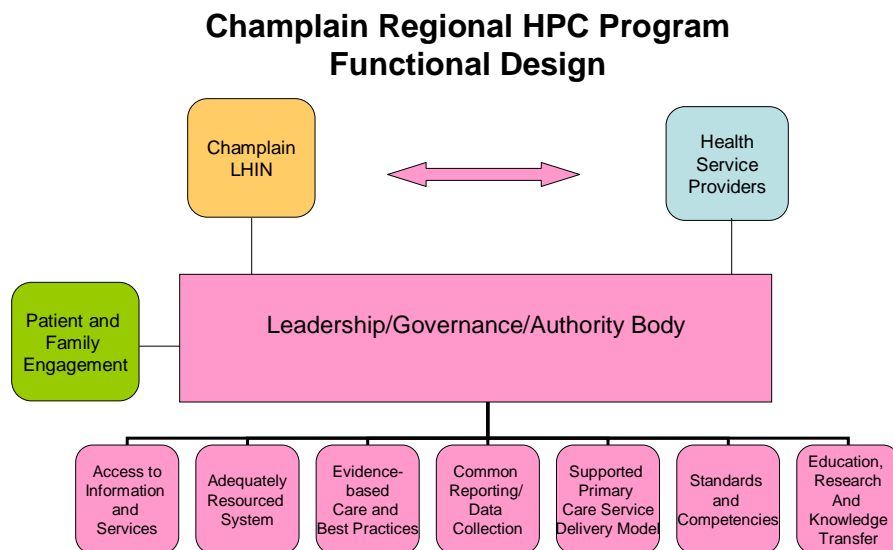 Champlain Regional HPC Program
Functional Design
Champlain
LHIN
Health
Service
Providers
Patient and
Family
Engagement
Leadership/Governance/Authority Body
Access to
Information
and
Services
Adequately
Resourced
System
Evidence-
based
Care and
Best Practices
Common
Reporting/
Data
Collection
Supported
Primary
Care Service
Delivery Model
Standards
and
Competencies
Education,
Research
And
Knowledge
Transfer